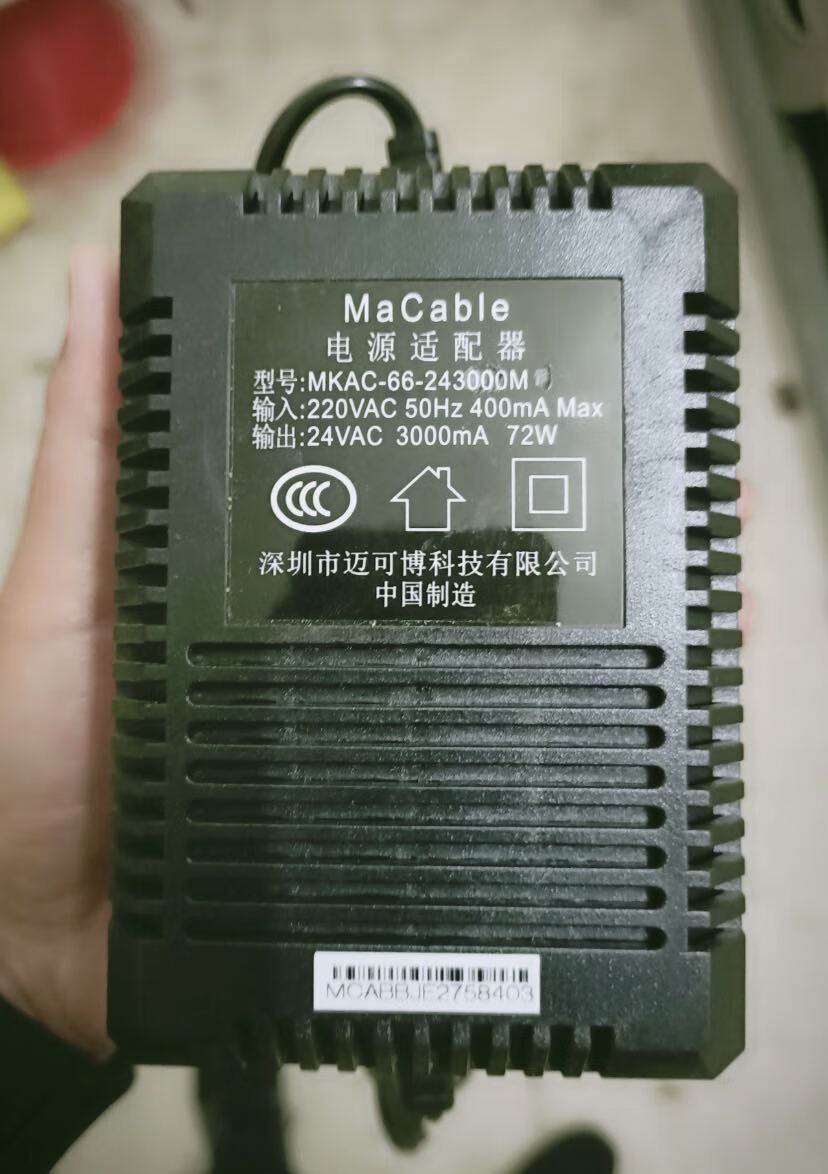 MaCable
电源适配器
型号:MKAC-66-243000M
输入:220VAC 50Hz 400mA Max
输出:24VAC 3000mA 72W
CCC
深圳市迈可博科技有限公司
中国制造
MCABBJE2758403